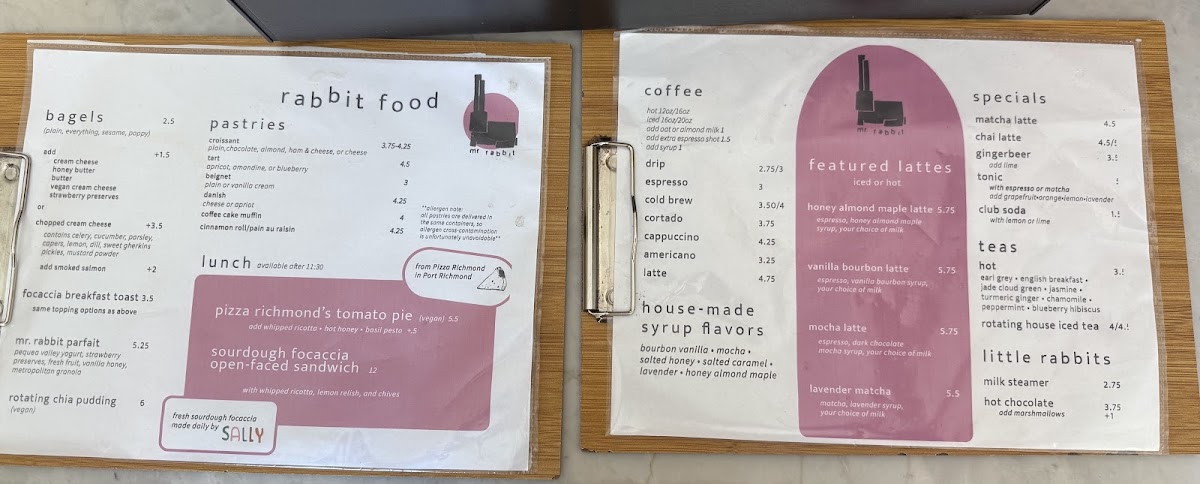 rabbit food
mr. rabbit
bagels 2.5
(plain, everything, sesame, poppy)
add +1.5
cream cheese
honey butter
butter
vegan cream cheese
strawberry preserves
or
chopped cream cheese +3.5
contains celery, cucumber, parsley,
capers, lemon, dill, sweet gherkins
pickles, mustard powder
add smoked salmon +2
focaccia breakfast toast 3.5
same topping options as above
mr. rabbit parfait 5.25
pequea valley yogurt, strawberry
preserves, fresh fruit, vanilla honey,
metropolitan granola
rotating chia pudding 6
(vegan)
pastries
croissant 3.75-4.25
plain, chocolate, almond, ham & cheese, or cheese
tart 4.5
apricot, amandine, or blueberry
beignet 3
plain or vanilla cream
danish 4.25
cheese or apricot
coffee cake muffin 4
cinnamon roll/pain au raisin 4.25
**allergen note:
all pastries are delivered in
the same containers, so
allergen cross-contamination
is unfortunately unavoidable**
lunch available after 11:30
from Pizza Richmond
in Port Richmond
pizza richmond's tomato pie (vegan) 5.5
add whipped ricotta • hot honey • basil pesto +.5
sourdough focaccia
open-faced sandwich 12
with whipped ricotta, lemon relish, and chives
fresh sourdough focaccia
made daily by SALLY
coffee
hot 12oz/16oz
iced 16oz/20oz
add oat or almond milk 1
add extra espresso shot 1.5
add syrup 1
drip 2.75/3
espresso 3
cold brew 3.50/4
cortado 3.75
cappuccino 4.25
americano 3.25
latte 4.75
house-made
syrup flavors
bourbon vanilla • mocha •
salted honey • salted caramel •
lavender • honey almond maple
mr. rabbit
featured lattes
iced or hot
honey almond maple latte 5.75
espresso, honey almond maple
syrup, your choice of milk
vanilla bourbon latte 5.75
espresso, vanilla bourbon syrup,
your choice of milk
mocha latte 5.75
espresso, dark chocolate
mocha syrup, your choice of milk
lavender matcha 5.5
matcha, lavender syrup,
your choice of milk
specials
matcha latte 4.5
chai latte 4.5/
gingerbeer 3.
add lime
tonic
with espresso or matcha
add grapefruit•orange•lemon•lavender
club soda 1.
with lemon or lime
teas
hot 3.
earl grey • english breakfast •
jade cloud green • jasmine •
turmeric ginger • chamomile •
peppermint • blueberry hibiscus
rotating house iced tea 4/4.
little rabbits
milk steamer 2.75
hot chocolate 3.75
add marshmallows +1